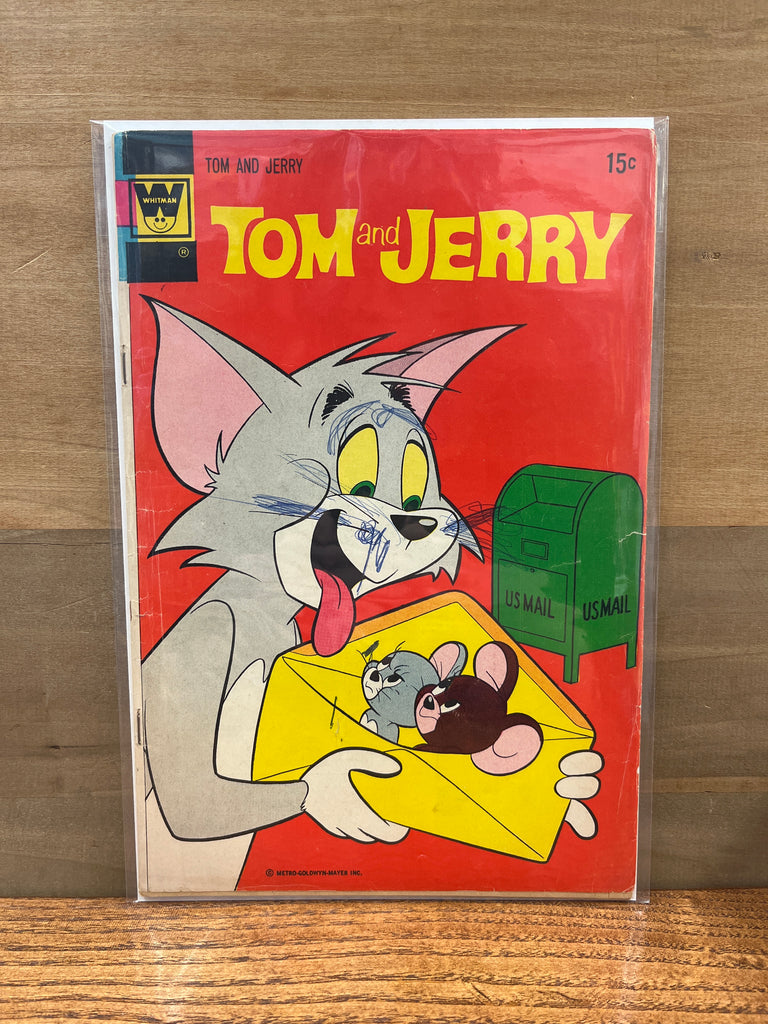 TOM AND JERRY
15c
WHITMAN
®
TOM and JERRY
US MAIL
US MAIL
© METRO-GOLDWYN-MAYER INC.